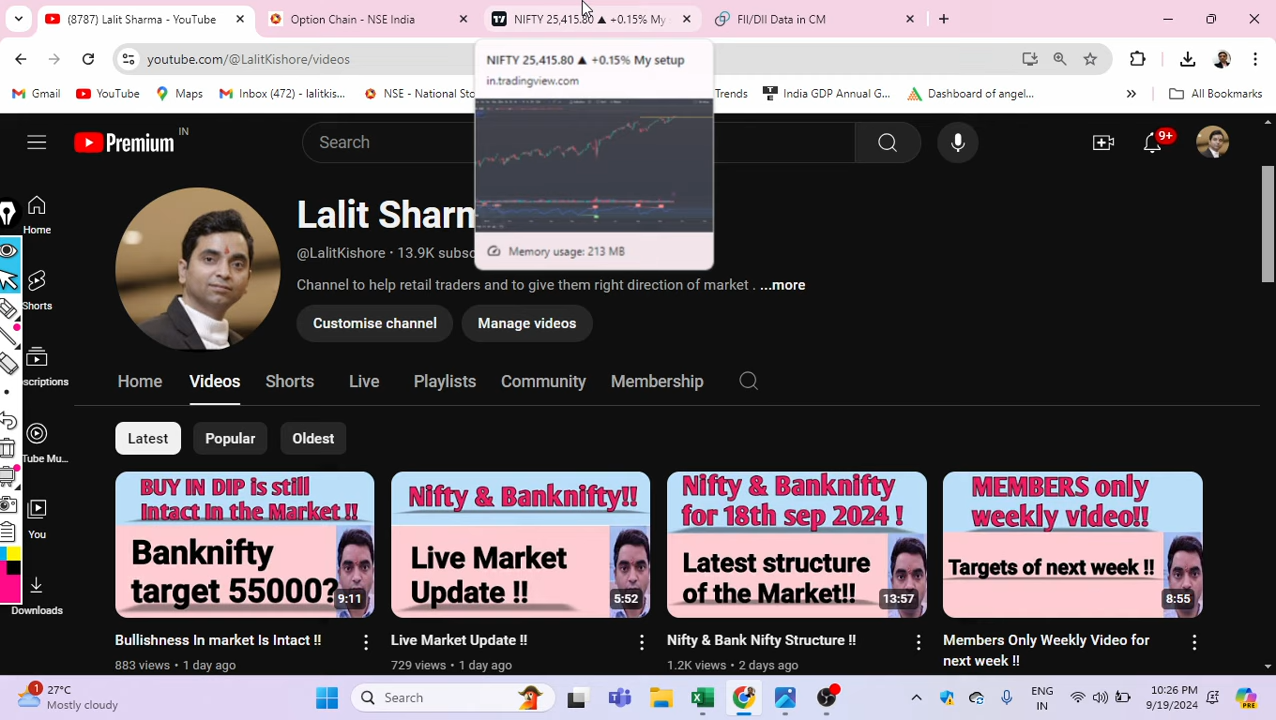 (8787) Lalit Sharma - YouTube
Option Chain - NSE India
NIFTY 25,415.80 ▲ +0.15% My
FII/DII Data in CM
youtube.com/@LalitKishore/videos
Gmail
YouTube
Maps
Inbox (472) - lalitkis...
NSE - National Sto
Trends
India GDP Annual G...
Dashboard of angel...
All Bookmarks
NIFTY 25,415.80 ▲ +0.15% My setup
in.tradingview.com
Memory usage: 213 MB
Premium IN
Search
9+
Home
Shorts
scriptions
Tube Mu...
You
Downloads
Lalit Sharm
@LalitKishore • 13.9K subsc
Channel to help retail traders and to give them right direction of market . ...more
Customise channel
Manage videos
Home
Videos
Shorts
Live
Playlists
Community
Membership
Latest
Popular
Oldest
BUY IN DIP is still
Intact In the Market !!
Banknifty
target 55000?
9:11
Bullishness In market Is Intact !!
883 views • 1 day ago
Nifty & Banknifty!!
Live Market
Update !!
5:52
Live Market Update !!
729 views • 1 day ago
Nifty & Banknifty
for 18th sep 2024 !
Latest structure
of the Market!!
13:57
Nifty & Bank Nifty Structure !!
1.2K views • 2 days ago
MEMBERS only
weekly video!!
Targets of next week !!
8:55
Members Only Weekly Video for
next week !!
1
27°C
Mostly cloudy
Search
ENG
IN
10:26 PM
9/19/2024
PRE